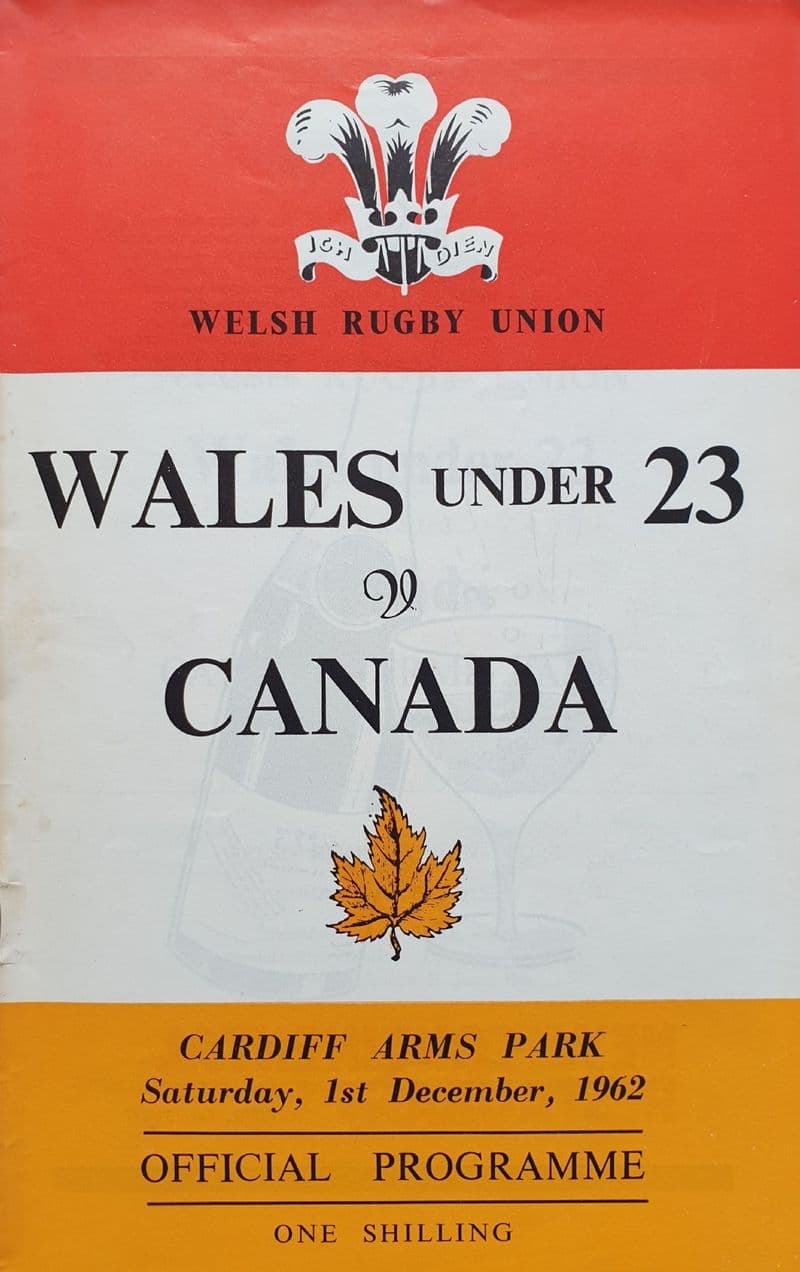 ICH DIEN
WELSH RUGBY UNION
WALES UNDER 23
V
CANADA
CARDIFF ARMS PARK
Saturday, 1st December, 1962
OFFICIAL PROGRAMME
ONE SHILLING